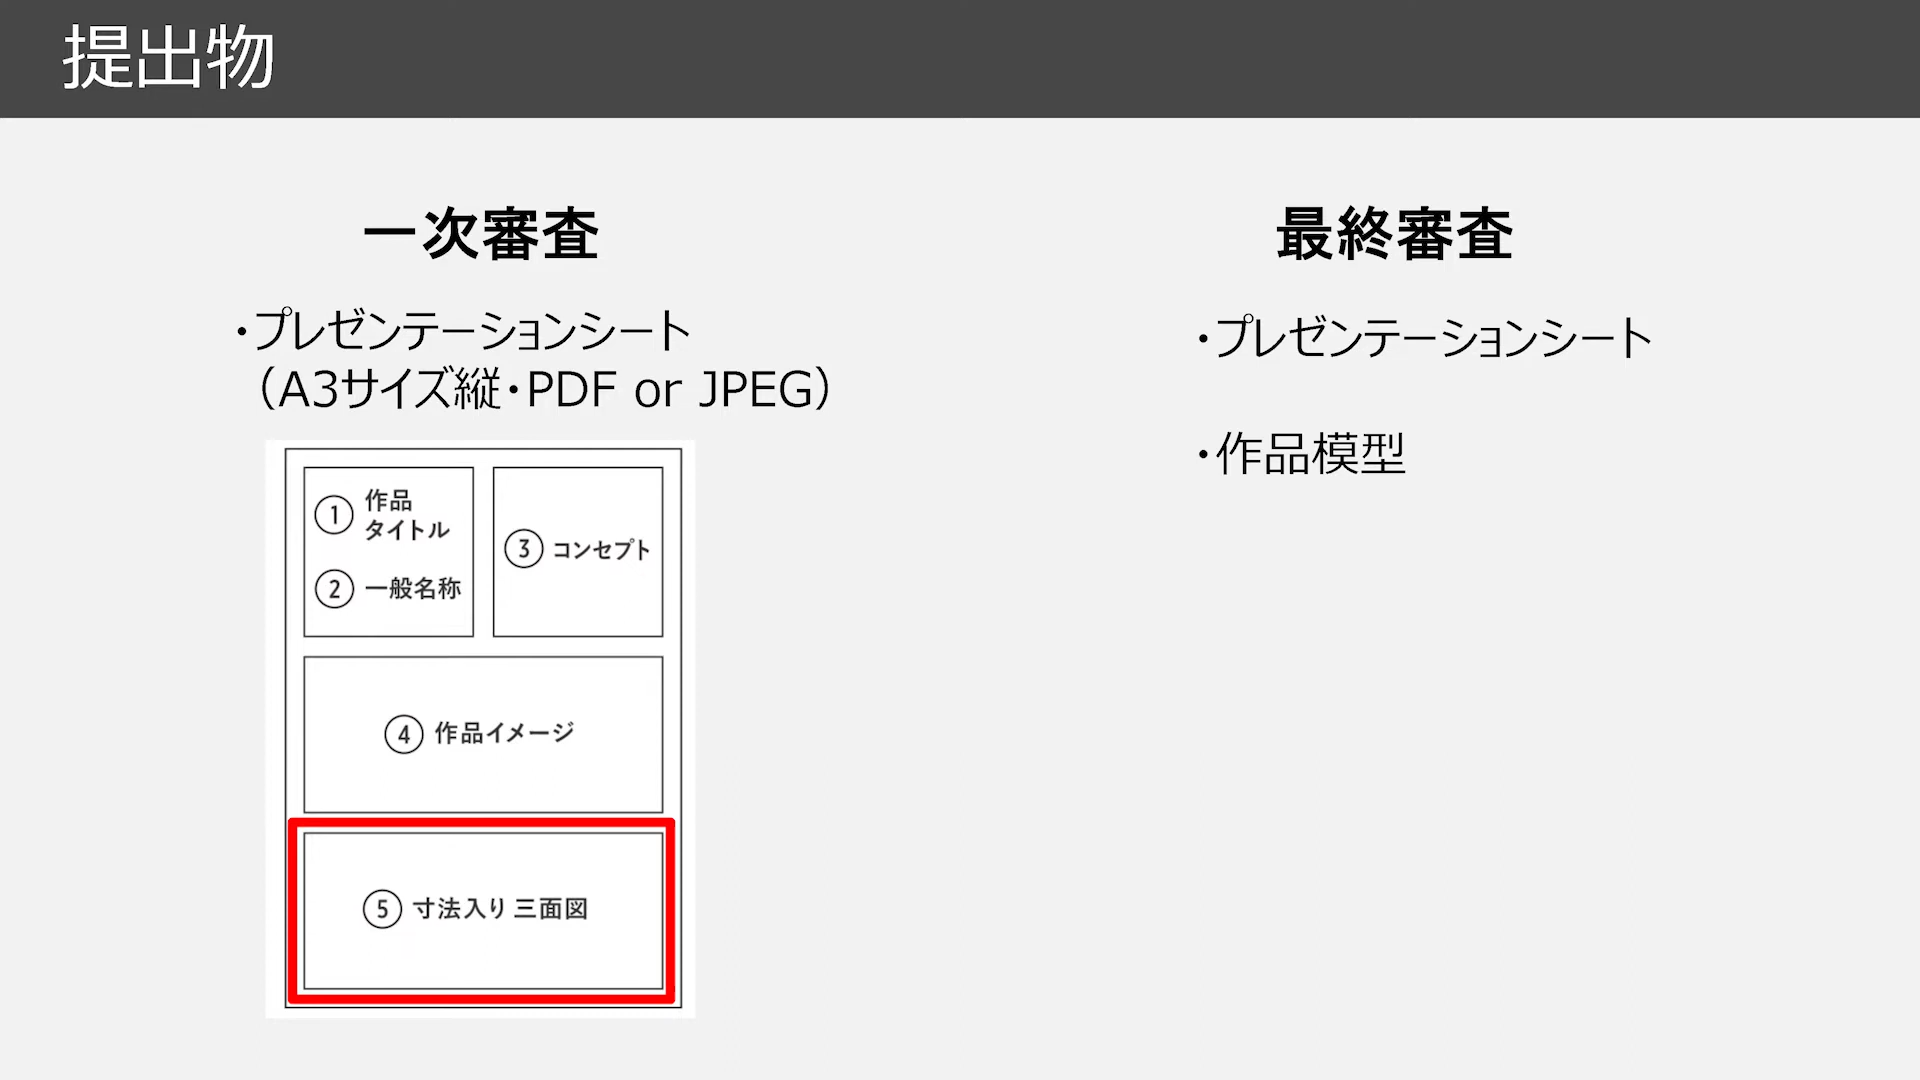 提出物
一次審査
・プレゼンテーションシート
（A3サイズ縦・PDF or JPEG）
① 作品
タイトル
② 一般名称
③ コンセプト
④ 作品イメージ
⑤ 寸法入り 三面図
最終審査
・プレゼンテーションシート
・作品模型